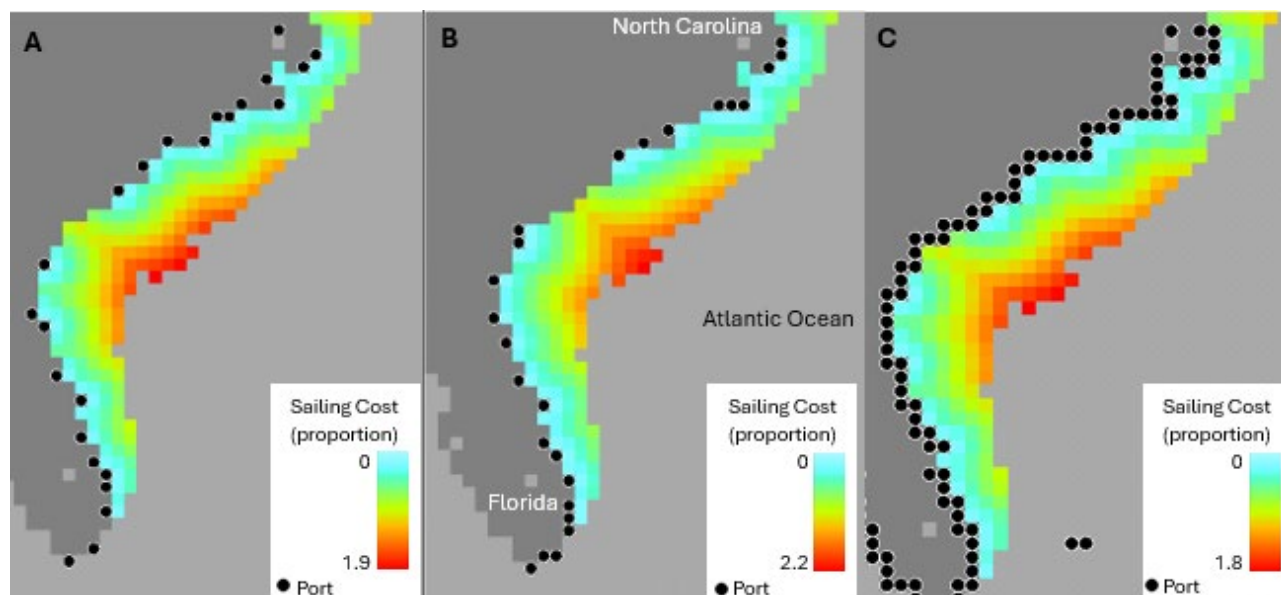 A
B
North Carolina
C
Atlantic Ocean
Florida
Sailing Cost
(proportion)
0
1.9
Port
Sailing Cost
(proportion)
0
2.2
Port
Sailing Cost
(proportion)
0
1.8
Port